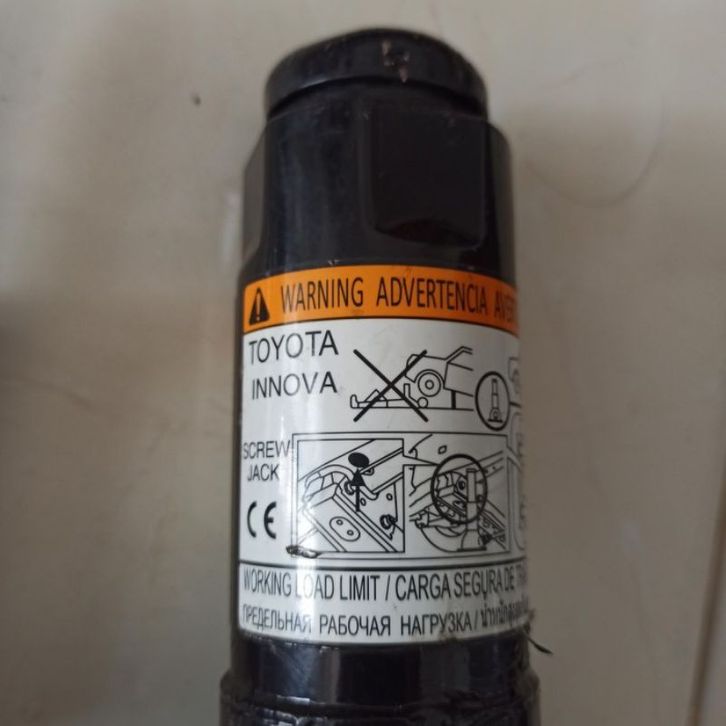 WARNING ADVERTENCIA
TOYOTA
INNOVA
SCREW
JACK
CE
WORKING LOAD LIMIT / CARGA SEGURA DE
ПРЕДЕЛЬНАЯ РАБОЧАЯ НАГРУЗКА /